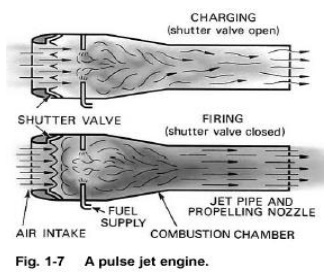 CHARGING
(shutter valve open)
SHUTTER VALVE
FIRING
(shutter valve closed)
JET PIPE AND
PROPELLING NOZZLE
FUEL
SUPPLY
AIR INTAKE
COMBUSTION CHAMBER
Fig. 1-7 A pulse jet engine.